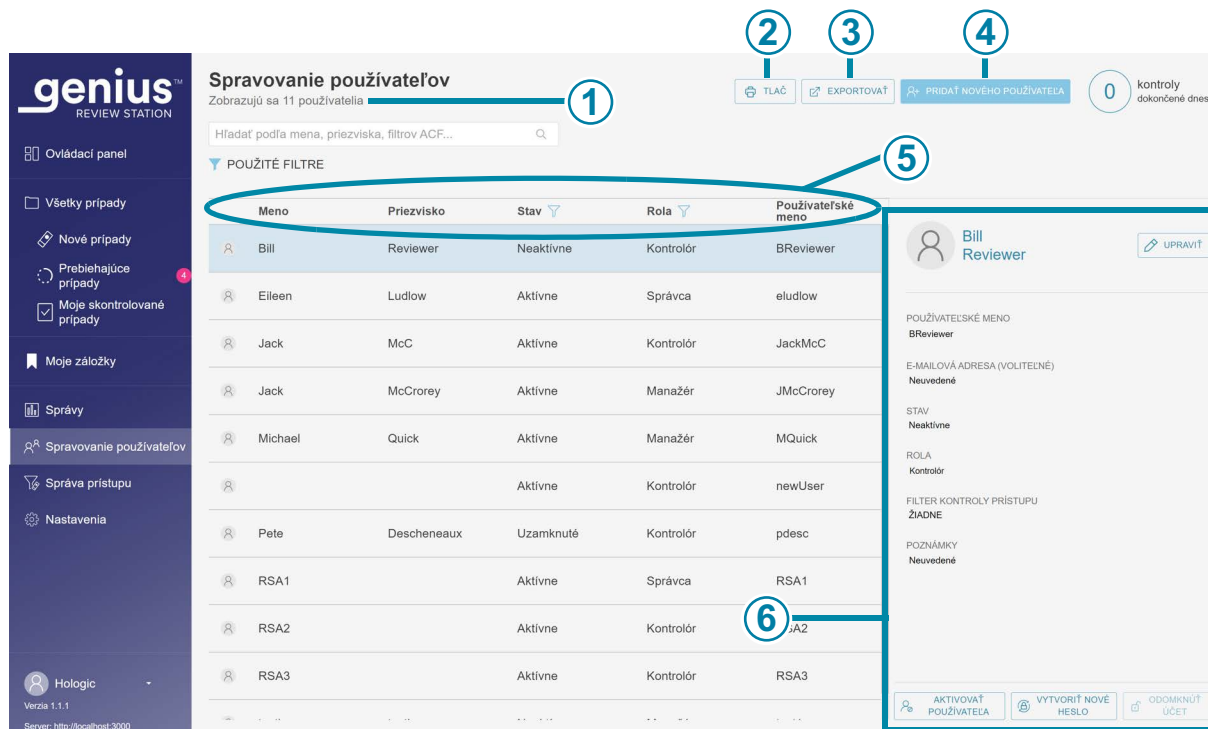 2
3
4
genius™
REVIEW STATION
Spravovanie používateľov
Zobrazujú sa 11 používatelia
1
TLAČ
EXPORTOVAŤ
PRIDAŤ NOVÉHO POUŽÍVATEĽA
0
kontroly
dokončené dnes
Hľadať podľa mena, priezviska, filtrov ACF...
POUŽITÉ FILTRE
5
Ovládací panel
Všetky prípady
Nové prípady
Prebiehajúce
prípady
4
Moje skontrolované
prípady
Moje záložky
Správy
Spravovanie používateľov
Správa prístupu
Nastavenia
Hologic
Verzia 1.1.1
Server: http://localhost:3000
Meno Priezvisko Stav Rola Používateľské
meno
Bill Reviewer Neaktívne Kontrolór BReviewer
Eileen Ludlow Aktívne Správca eludlow
Jack McC Aktívne Kontrolór JackMcC
Jack McCrorey Aktívne Manažér JMcCrorey
Michael Quick Aktívne Manažér MQuick
Aktívne Kontrolór newUser
Pete Descheneaux Uzamknuté Kontrolór pdesc
RSA1 Aktívne Správca RSA1
RSA2 Aktívne Kontrolór
RSA3 Aktívne Kontrolór RSA3
6
Bill
Reviewer
UPRAVIŤ
POUŽÍVATEĽSKÉ MENO
BReviewer
E-MAILOVÁ ADRESA (VOLITEĽNÉ)
Neuvedené
STAV
Neaktívne
ROLA
Kontrolór
FILTER KONTROLY PRÍSTUPU
ŽIADNE
POZNÁMKY
Neuvedené
AKTIVOVAŤ
POUŽÍVATEĽA
VYTVORIŤ NOVÉ
HESLO
ODOMKNÚŤ
ÚČET